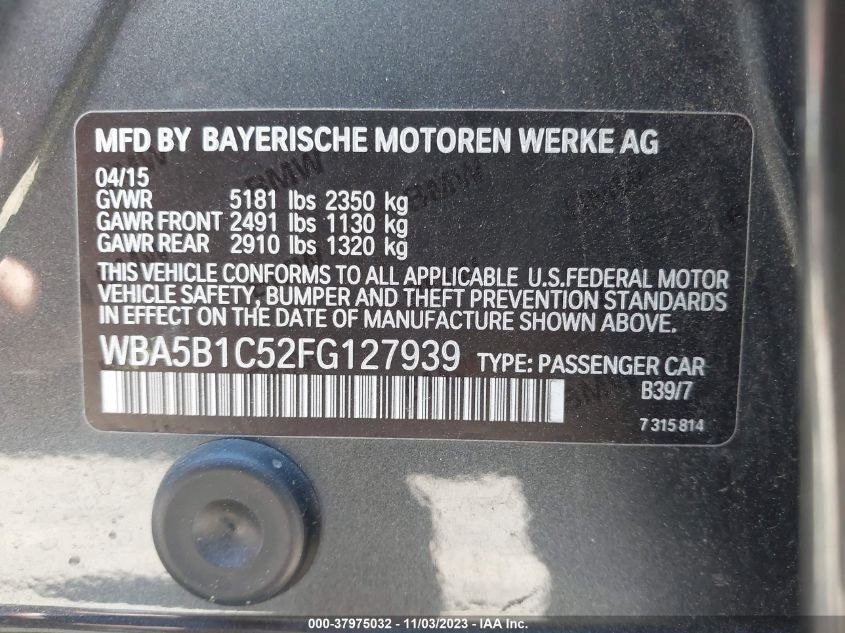 MFD BY BAYERISCHE MOTOREN WERKE AG
04/15
GVWR 5181 lbs 2350 kg
GAWR FRONT 2491 lbs 1130 kg
GAWR REAR 2910 lbs 1320 kg
THIS VEHICLE CONFORMS TO ALL APPLICABLE U.S.FEDERAL MOTOR
VEHICLE SAFETY, BUMPER AND THEFT PREVENTION STANDARDS
IN EFFECT ON THE DATE OF MANUFACTURE SHOWN ABOVE.
WBA5B1C52FG127939 TYPE: PASSENGER CAR
B39/7
7 315 814
000-37975032 - 11/03/2023 - IAA Inc.